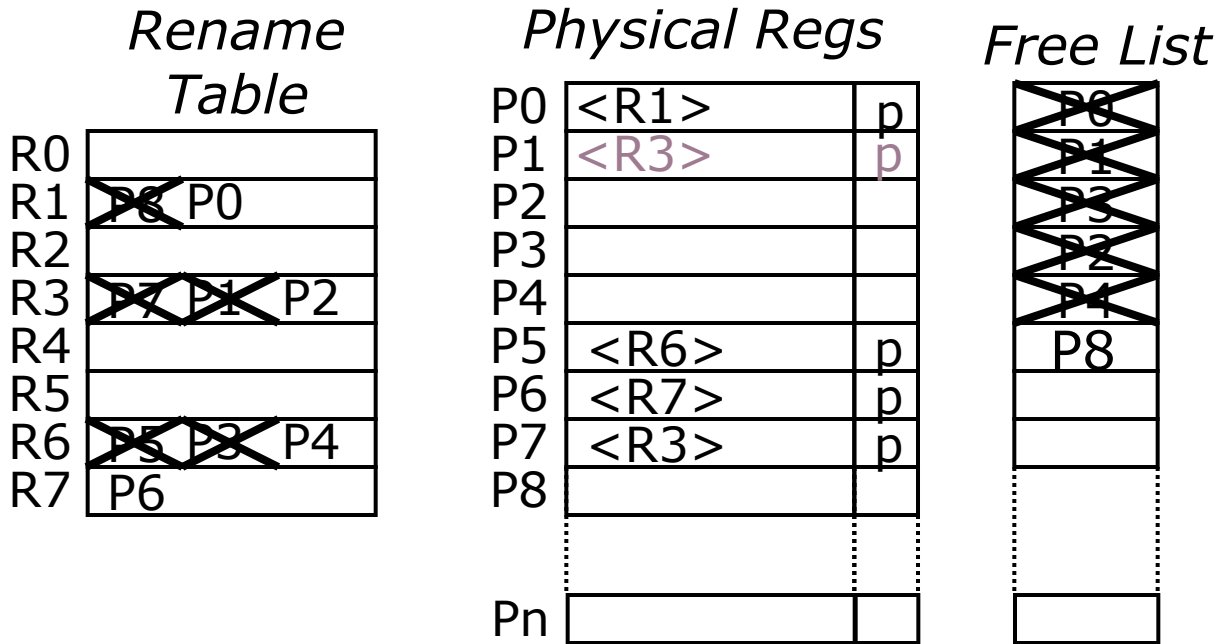 Rename
Table
R0
R1 P8 P0
R2
R3 P7 P1 P2
R4
R5
R6 P5 P3 P4
R7 P6
Physical Regs
P0 <R1> p
P1 <R3> p
P2
P3
P4
P5 <R6> p
P6 <R7> p
P7 <R3> p
P8
Pn
Free List
P0
P1
P3
P2
P4
P8